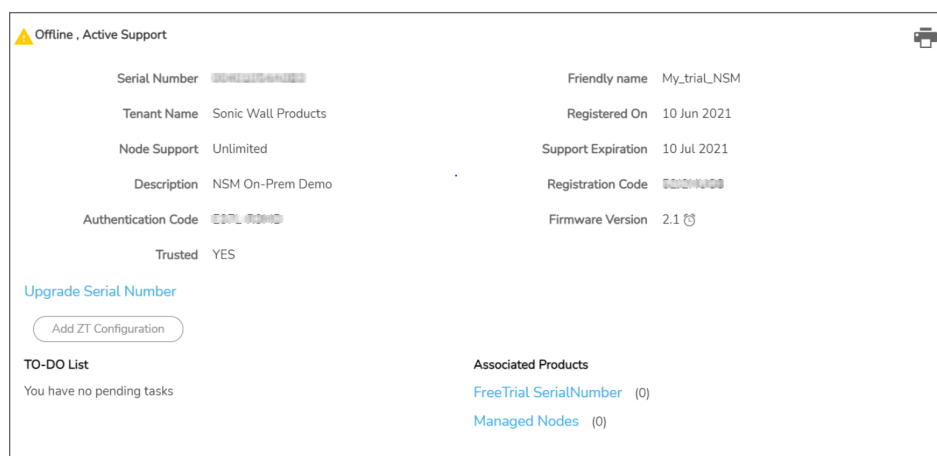 Offline , Active Support
Serial Number
Friendly name My_trial_NSM
Tenant Name Sonic Wall Products
Registered On 10 Jun 2021
Node Support Unlimited
Support Expiration 10 Jul 2021
Description NSM On-Prem Demo
Registration Code
Authentication Code
Firmware Version 2.1
Trusted YES
Upgrade Serial Number
Add ZT Configuration
TO-DO List
You have no pending tasks
Associated Products
FreeTrial SerialNumber (0)
Managed Nodes (0)